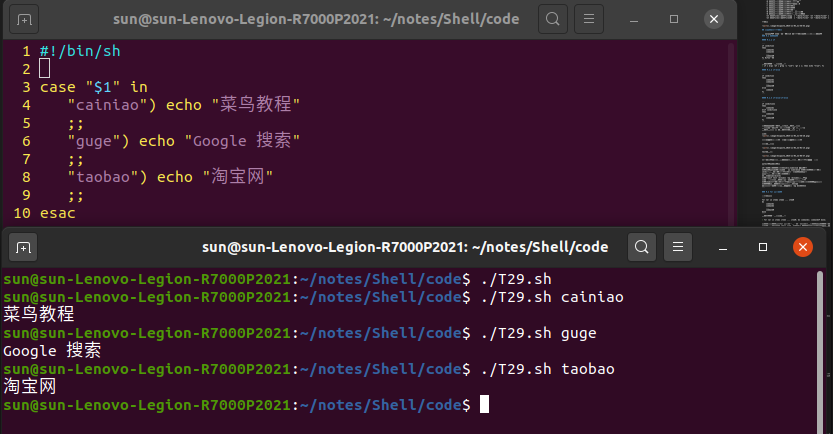 sun@sun-Lenovo-Legion-R7000P2021: ~/notes/Shell/code
1 #!/bin/sh
2
3 case "$1" in
4 "cainiao") echo "菜鸟教程"
5 ;;
6 "guge") echo "Google 搜索"
7 ;;
8 "taobao") echo "淘宝网"
9 ;;
10 esac
sun@sun-Lenovo-Legion-R7000P2021: ~/notes/Shell/code
sun@sun-Lenovo-Legion-R7000P2021:~/notes/Shell/code$ ./T29.sh
sun@sun-Lenovo-Legion-R7000P2021:~/notes/Shell/code$ ./T29.sh cainiao
菜鸟教程
sun@sun-Lenovo-Legion-R7000P2021:~/notes/Shell/code$ ./T29.sh guge
Google 搜索
sun@sun-Lenovo-Legion-R7000P2021:~/notes/Shell/code$ ./T29.sh taobao
淘宝网
sun@sun-Lenovo-Legion-R7000P2021:~/notes/Shell/code$